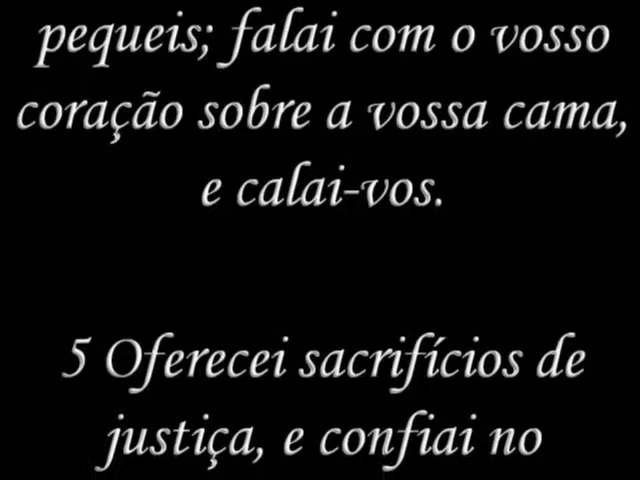 pequeis; falai com o vosso
coração sobre a vossa cama,
e calai-vos.
5 Oferecei sacrifícios de
justiça, e confiai no